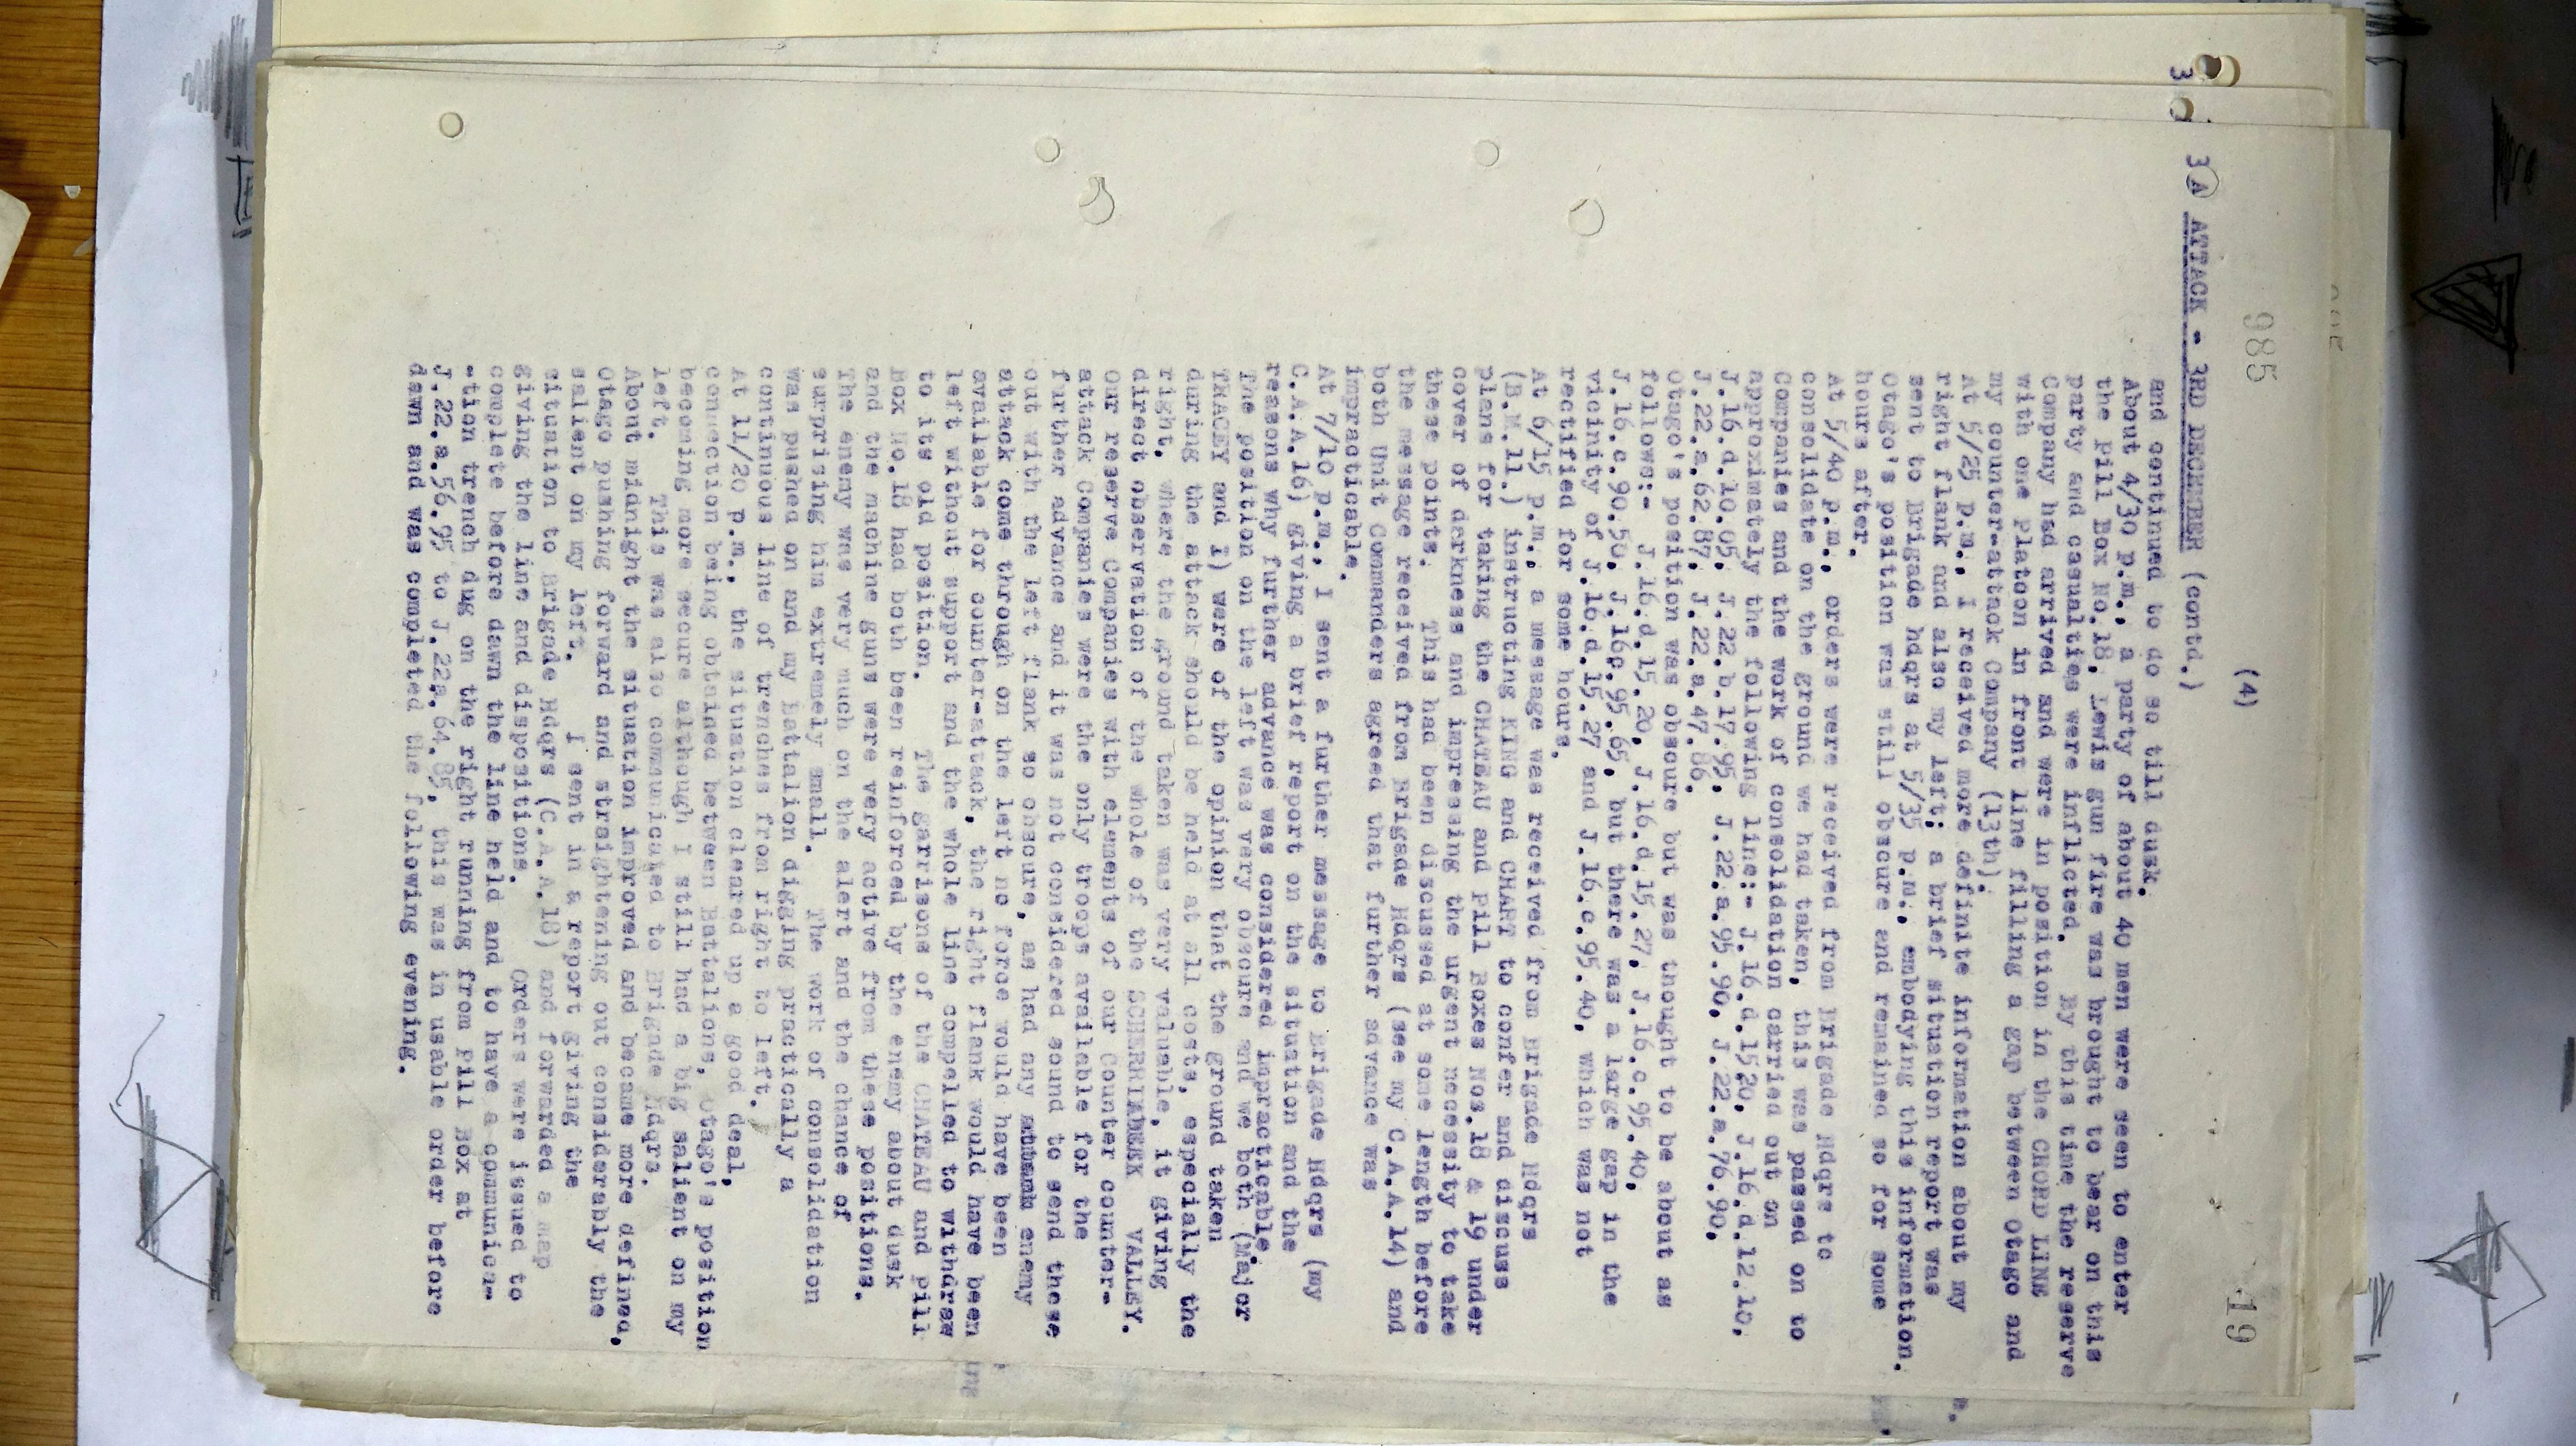 985
19
(4)
3A ATTACK - 3RD DECEMBER (contd.)
and continued to do so till dusk.
About 4/30 p.m., a party of about 40 men were seen to enter
the Pill Box No.18, Lewis gun fire was brought to bear on this
party and casualties were inflicted. By this time the reserve
Company had arrived and were in position in the CHORD LINE
with one platoon in front line filling a gap between Otago and
my counter-attack Company (13th).
At 5/25 p.m., I received more definite information about my
right flank and also my left; a brief situation report was
sent to Brigade hdqrs at 5/35 p.m., embodying this information.
Otago's position was still obscure and remained so for some
hours after.
At 5/40 p.m., orders were received from Brigade Hdqrs to
consolidate on the ground we had taken, this was passed on to
Companies and the work of consolidation carried out on
approximately the following line:- J.16.d.1520, J.16.d.12.10,
J.16.d.10.05, J.22.b.17.95, J.22.a.95.90, J.22.a.76.90,
J.22.a.62.87, J.22.a.47.86.
Otago's position was obscure but was thought to be about as
follows:- J.16.d.15.20, J.16.d.15.27, J.16.c.95.40,
J.16.c.90.50, J.16c.95.65, but there was a large gap in the
vicinity of J.16.d.15.27 and J.16.c.95.40, which was not
rectified for some hours.
At 6/15 p.m., a message was received from Brigade Hdqrs
(B.M.11.) instructing KING and CHART to confer and discuss
plans for taking the CHATEAU and Pill Boxes Nos.18 & 19 under
cover of darkness and impressing the urgent necessity to take
these points. This had been discussed at some length before
the message received from Brigade Hdqrs (see my C.A.A.14) and
both Unit Commanders agreed that further advance was
impracticable.
At 7/10 p.m., I sent a further message to Brigade Hdqrs (my
C.A.A.16) giving a brief report on the situation and the
reasons why further advance was considered impracticable.
The position on the left was very obscure and we both (Major
TRACEY and I) were of the opinion that the ground taken
during the attack should be held at all costs, especially the
right, where the ground taken was very valuable, it giving
direct observation of the whole of the SCHERRIABEEK VALLEY.
Our reserve Companies with elements of our Counter counter-
attack Companies were the only troops available for the
further advance and it was not considered sound to send these
out with the left flank so obscure, as had any enemy
attack come through on the left no force would have been
available for counter-attack, the right flank would have been
left without support and the whole line compelled to withdraw
to its old position. The garrisons of the CHATEAU and Pill
Box No.18 had both been reinforced by the enemy about dusk
and the machine guns were very active from these positions.
The enemy was very much on the alert and the chance of
surprising him extremely small. The work of consolidation
was pushed on and my Battalion digging practically a
continuous line of trenches from right to left.
At 11/20 p.m., the situation cleared up a good deal,
connection being obtained between Battalions, Otago's position
becoming more secure although I still had a big salient on my
left. This was also communicated to Brigade Hdqrs.
About midnight the situation improved and became more defined,
Otago pushing forward and straightening out considerably the
salient on my left. I sent in a report giving the
situation to Brigade Hdqrs (C.A.A.18) and forwarded a map
giving the line and dispositions. Orders were issued to
complete before dawn the line held and to have a communica-
-tion trench dug on the right running from Pill Box at
J.22.a.56.95 to J.22a.64.85, this was in usable order before
dawn and was completed the following evening.